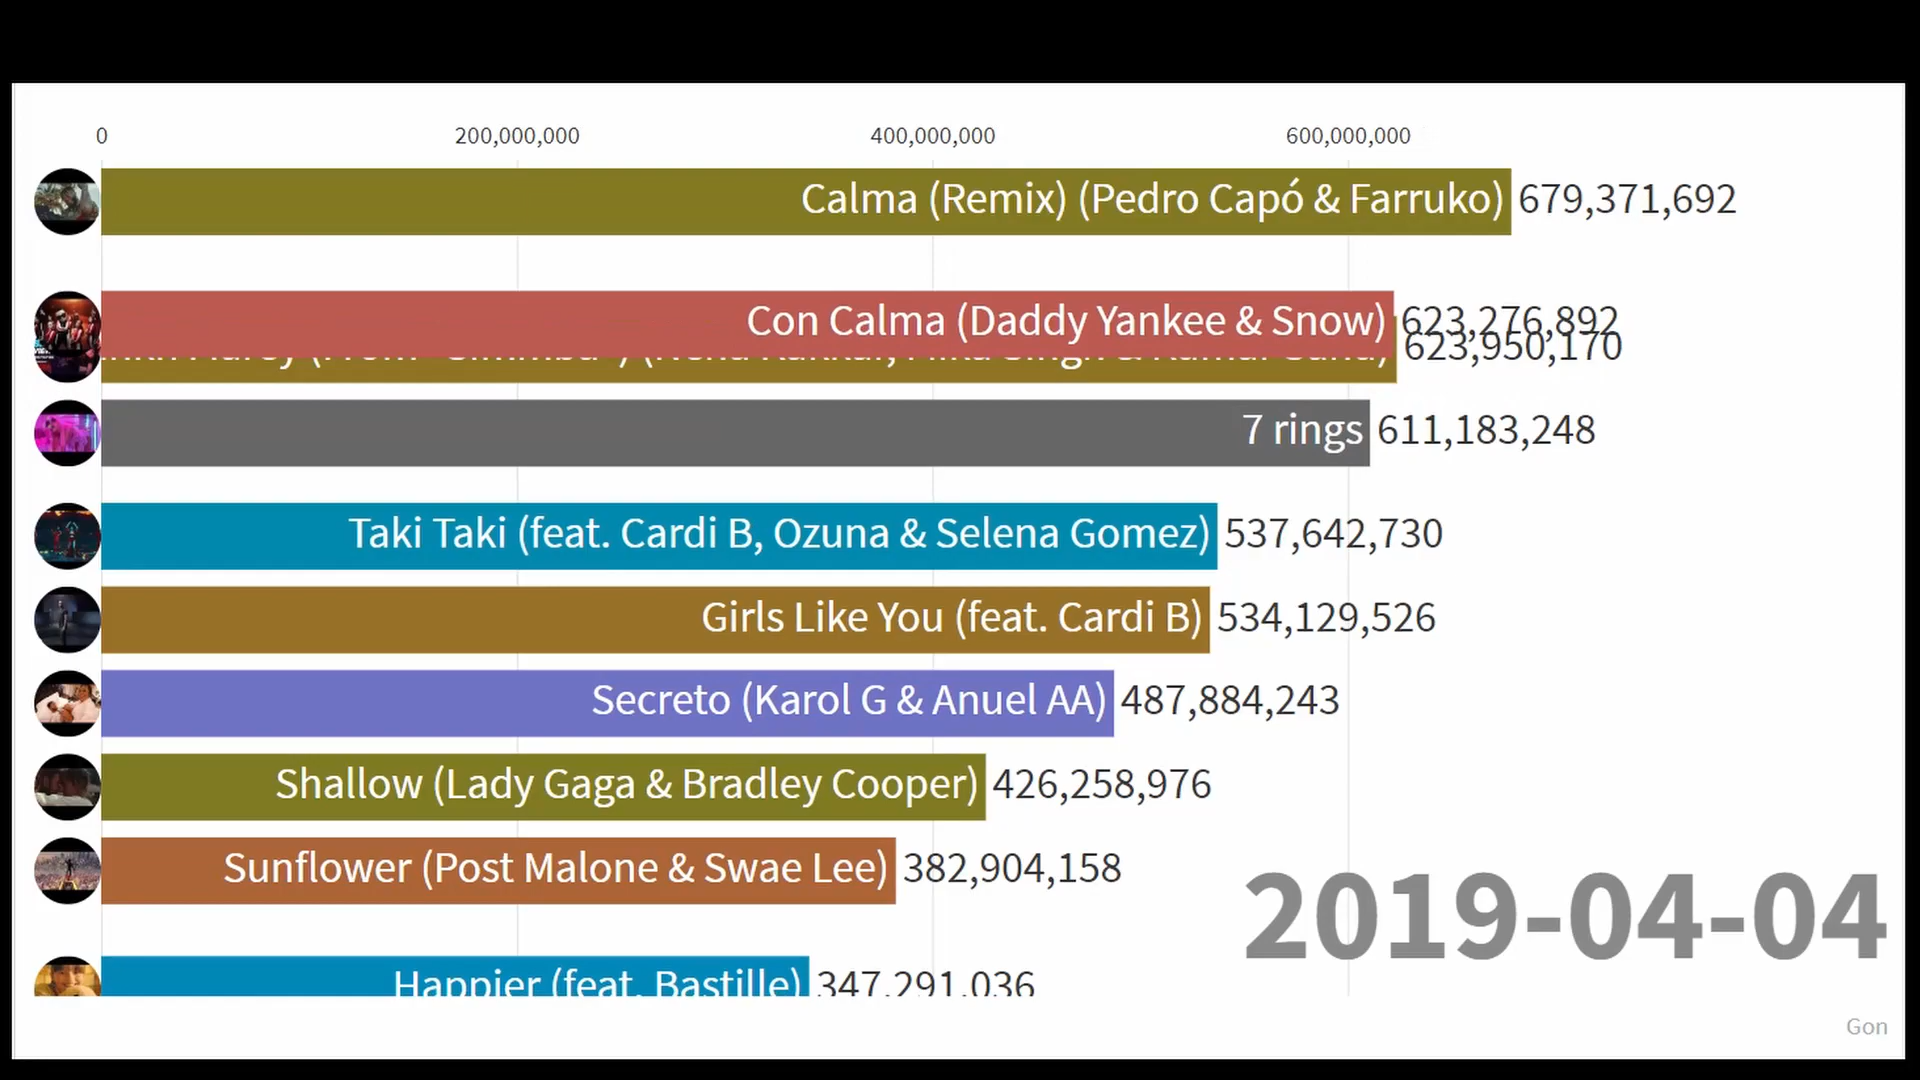 0 200,000,000 400,000,000 600,000,000
Calma (Remix) (Pedro Capó & Farruko) 679,371,692
Con Calma (Daddy Yankee & Snow) 623,276,892
623,950,170
7 rings 611,183,248
Taki Taki (feat. Cardi B, Ozuna & Selena Gomez) 537,642,730
Girls Like You (feat. Cardi B) 534,129,526
Secreto (Karol G & Anuel AA) 487,884,243
Shallow (Lady Gaga & Bradley Cooper) 426,258,976
Sunflower (Post Malone & Swae Lee) 382,904,158
2019-04-04
Happier (feat. Bastille) 347,291,036
Gon